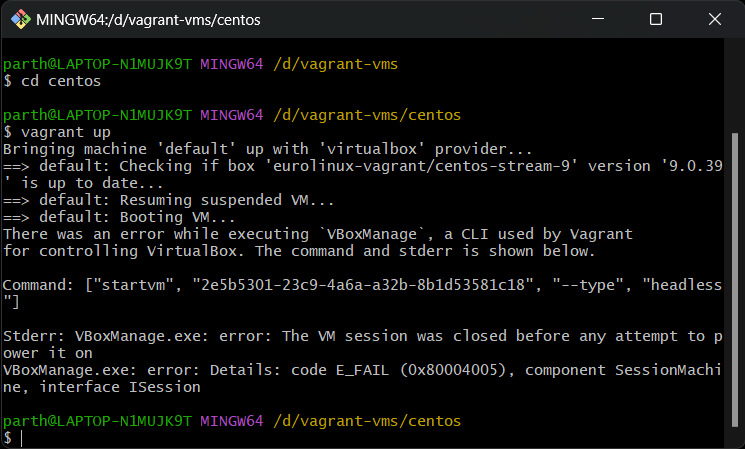 MINGW64:/d/vagrant-vms/centos
parth@LAPTOP-N1MUJK9T MINGW64 /d/vagrant-vms
$ cd centos
parth@LAPTOP-N1MUJK9T MINGW64 /d/vagrant-vms/centos
$ vagrant up
Bringing machine 'default' up with 'virtualbox' provider...
==> default: Checking if box 'eurolinux-vagrant/centos-stream-9' version '9.0.39
' is up to date...
==> default: Resuming suspended VM...
==> default: Booting VM...
There was an error while executing `VBoxManage`, a CLI used by Vagrant
for controlling VirtualBox. The command and stderr is shown below.
Command: ["startvm", "2e5b5301-23c9-4a6a-a32b-8b1d53581c18", "--type", "headless
"]
Stderr: VBoxManage.exe: error: The VM session was closed before any attempt to p
ower it on
VBoxManage.exe: error: Details: code E_FAIL (0x80004005), component SessionMachi
ne, interface ISession
parth@LAPTOP-N1MUJK9T MINGW64 /d/vagrant-vms/centos
$